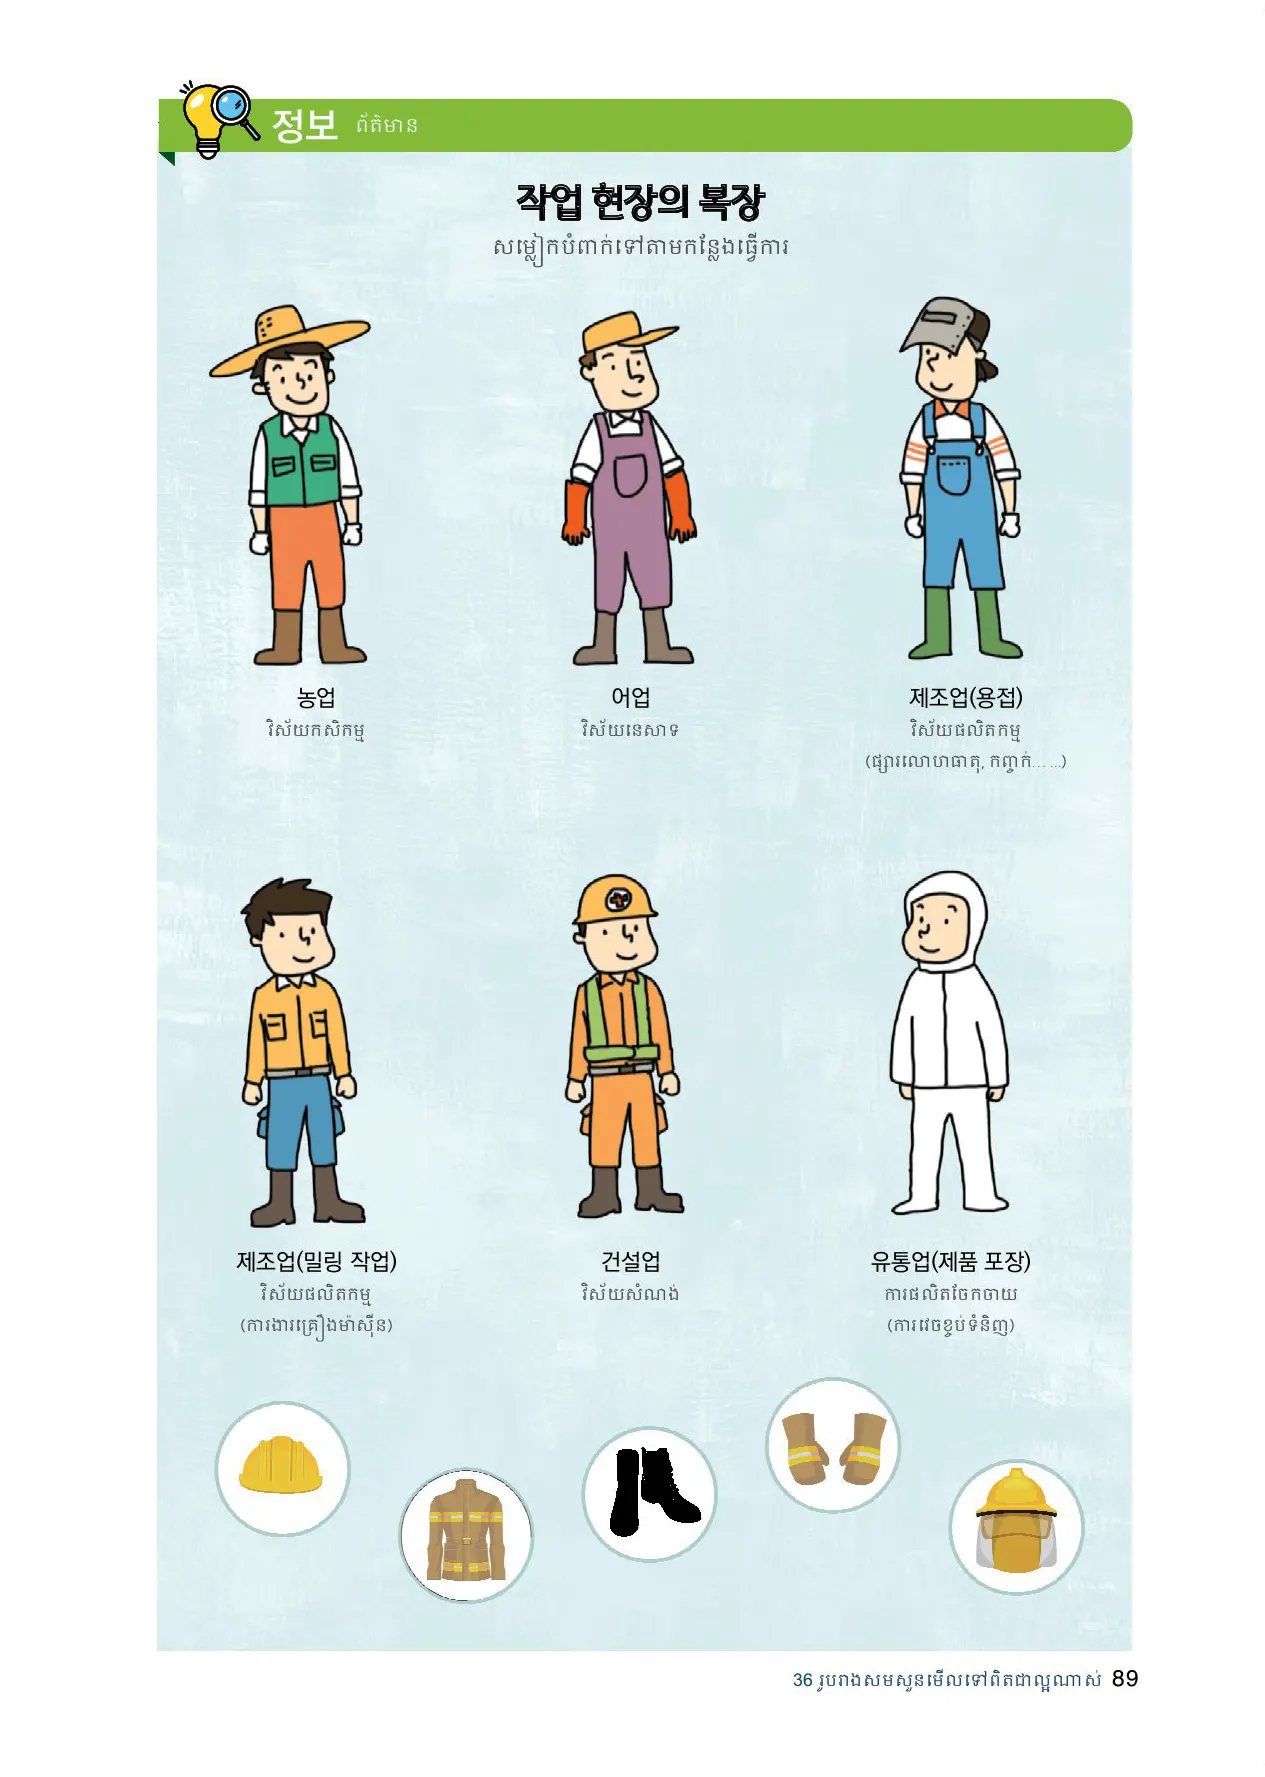 정보 ព័ត៌មាន
작업 현장의 복장
សម្លៀកបំពាក់ទៅតាមកន្លែងធ្វើការ
농업
វិស័យកសិកម្ម
어업
វិស័យនេសាទ
제조업(용접)
វិស័យផលិតកម្ម
(ផ្សារលោហធាតុ, កញ្ចក់… ...)
제조업(밀링 작업)
វិស័យផលិតកម្ម
(ការងារគ្រឿងម៉ាស៊ីន)
건설업
វិស័យសំណង់
유통업(제품 포장)
ការផលិតចែកចាយ
(ការវេចខ្ចប់ទំនិញ)
36 រូបរាងសមសួនមើលទៅពិតជាល្អណាស់ 89